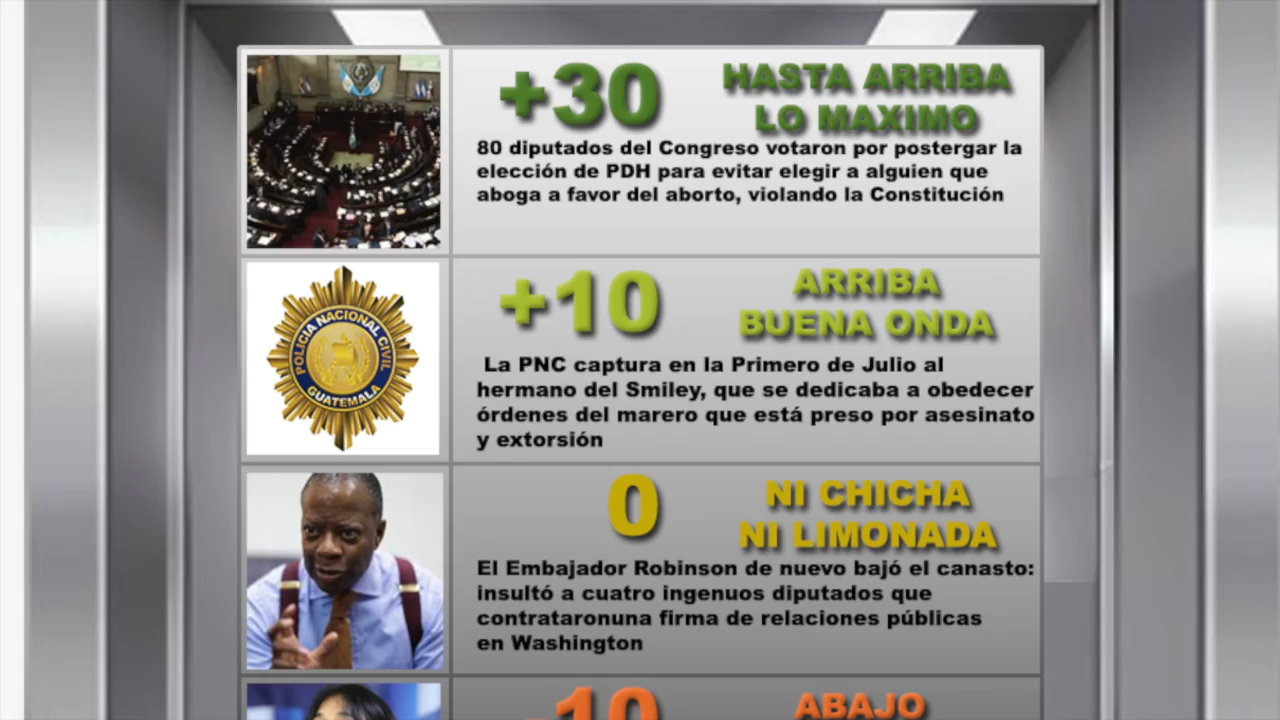 +30
HASTA ARRIBA
LO MAXIMO
80 diputados del Congreso votaron por postergar la
elección de PDH para evitar elegir a alguien que
aboga a favor del aborto, violando la Constitución
POLICIA NACIONAL CIVIL
GUATEMALA
+10
ARRIBA
BUENA ONDA
La PNC captura en la Primero de Julio al
hermano del Smiley, que se dedicaba a obedecer
órdenes del marero que está preso por asesinato
y extorsión
0
NI CHICHA
NI LIMONADA
El Embajador Robinson de nuevo bajó el canasto:
insultó a cuatro ingenuos diputados que
contrataronuna firma de relaciones públicas
en Washington
-10
ABAJO